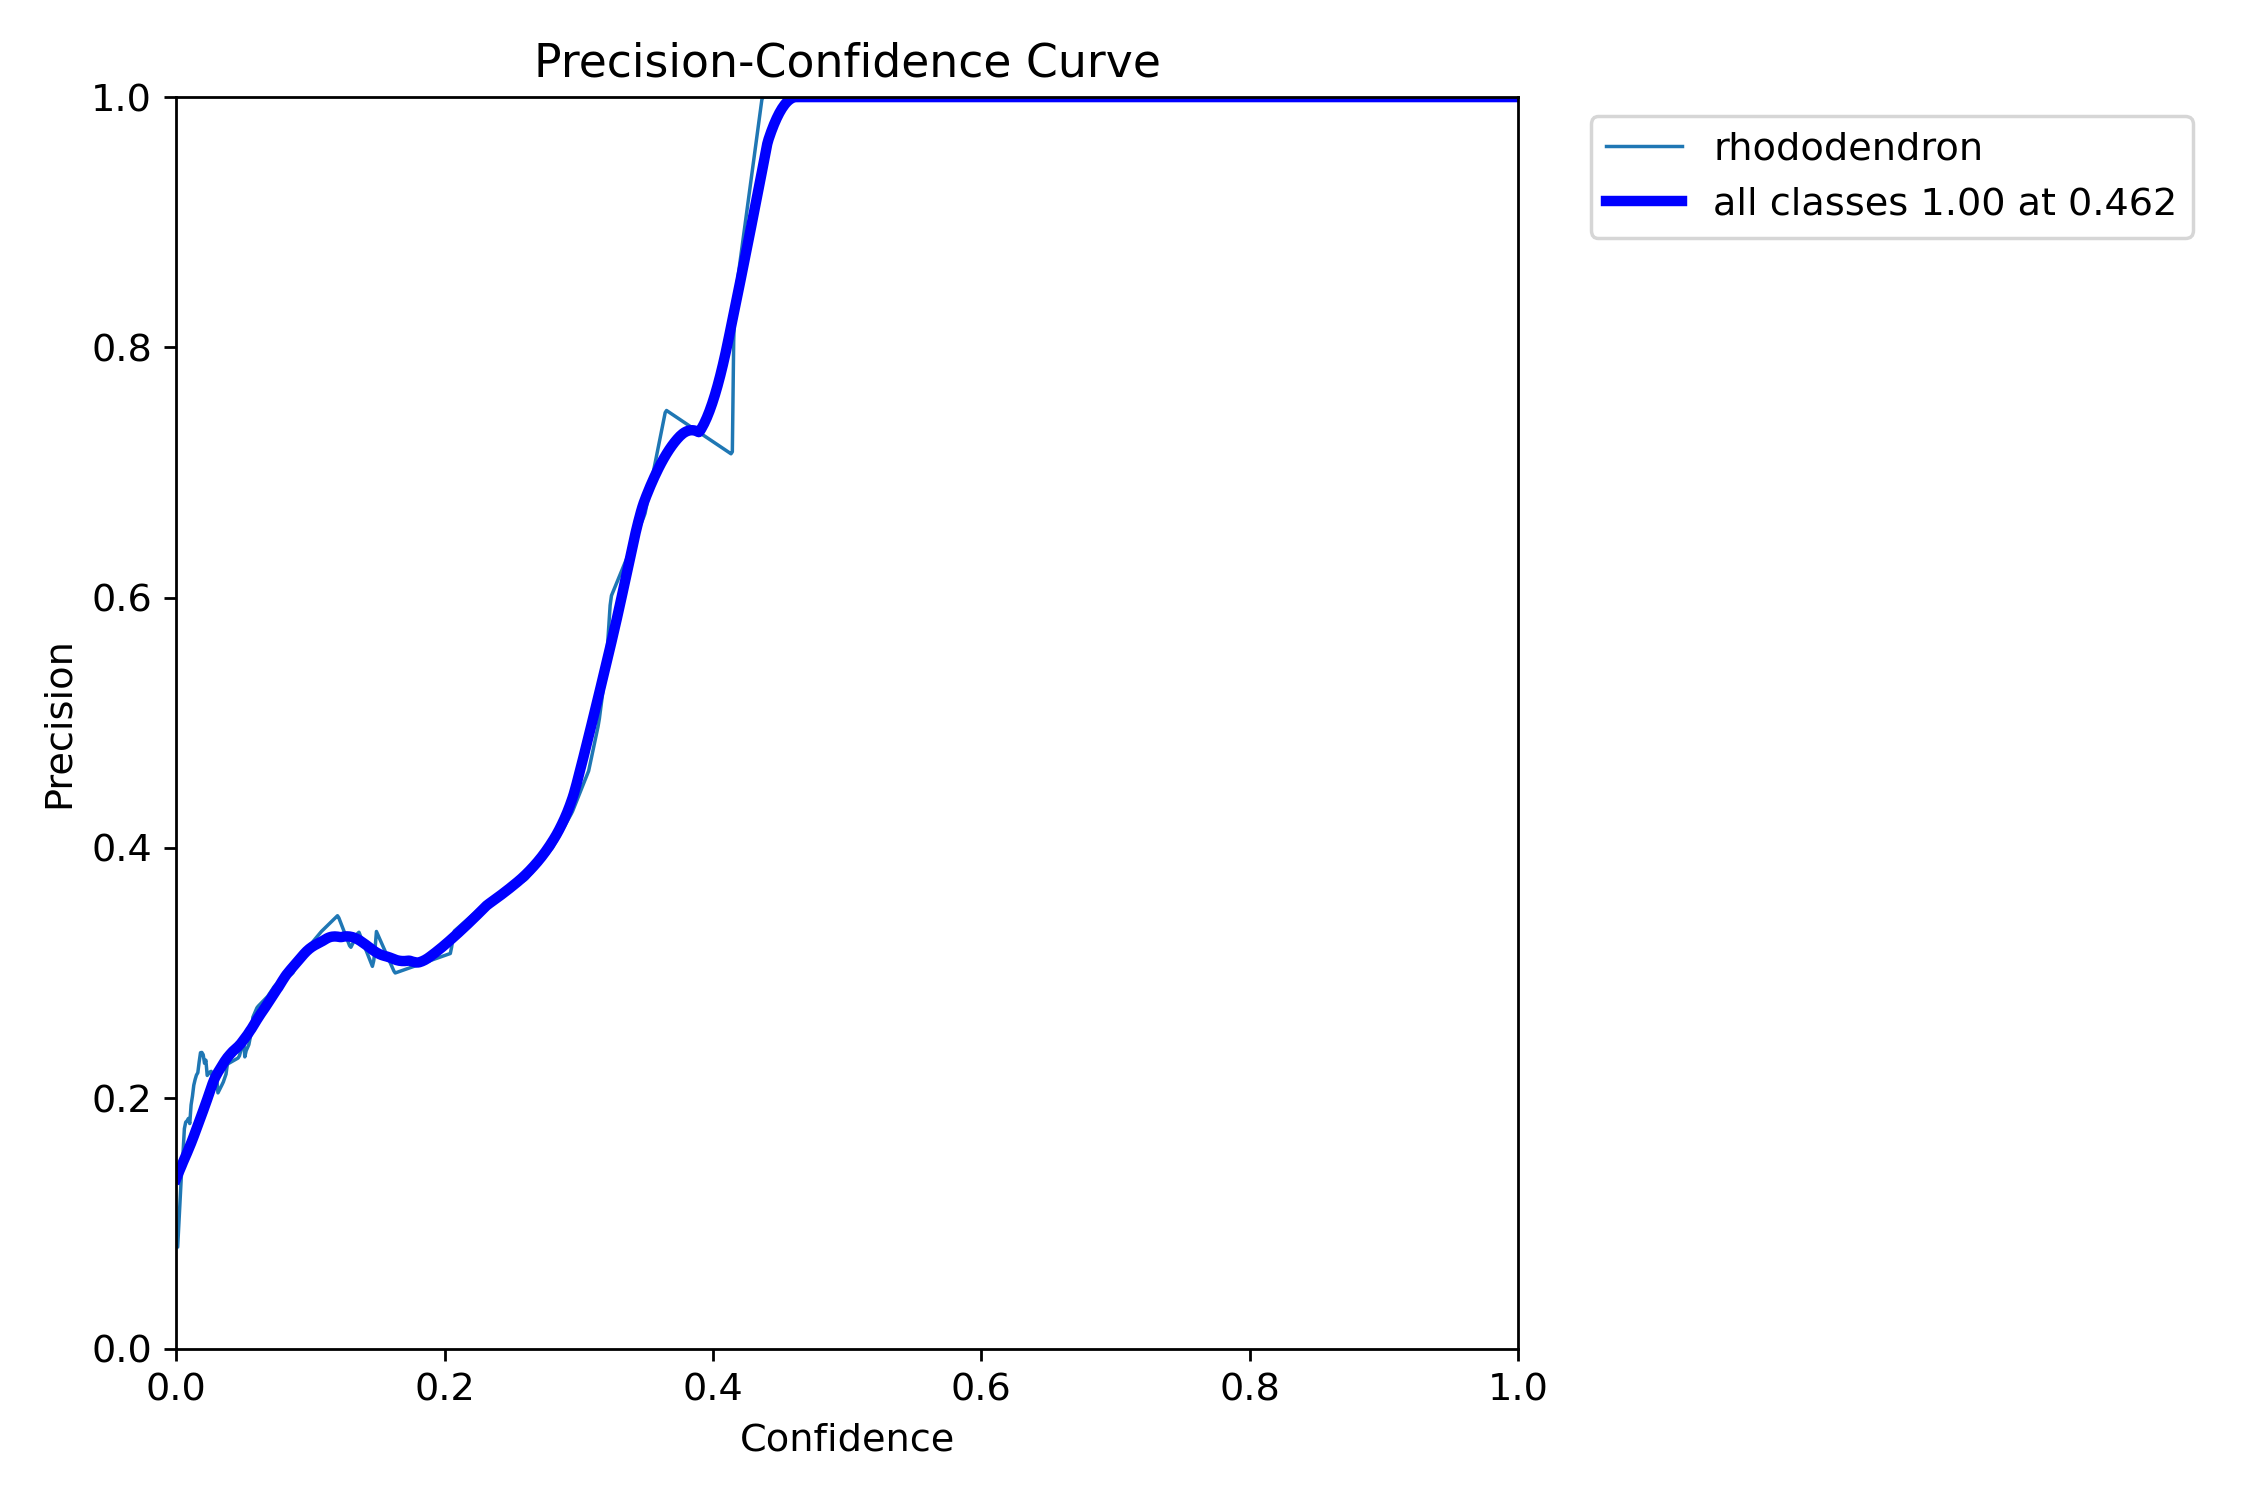 Precision-Confidence Curve
rhododendron
all classes 1.00 at 0.462
1.0
0.8
0.6
0.4
0.2
0.0
Precision
0.0 0.2 0.4 0.6 0.8 1.0
Confidence